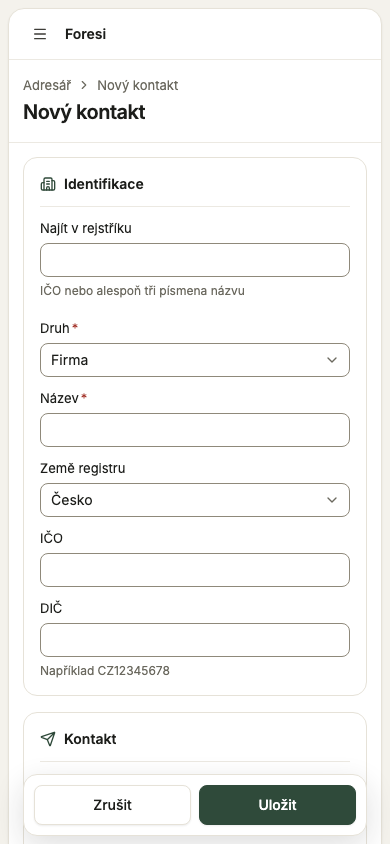 Foresi
Adresář > Nový kontakt
Nový kontakt
Identifikace
Najít v rejstříku
IČO nebo alespoň tři písmena názvu
Druh *
Firma
Název *
Země registru
Česko
IČO
DIČ
Například CZ12345678
Kontakt
Zrušit
Uložit